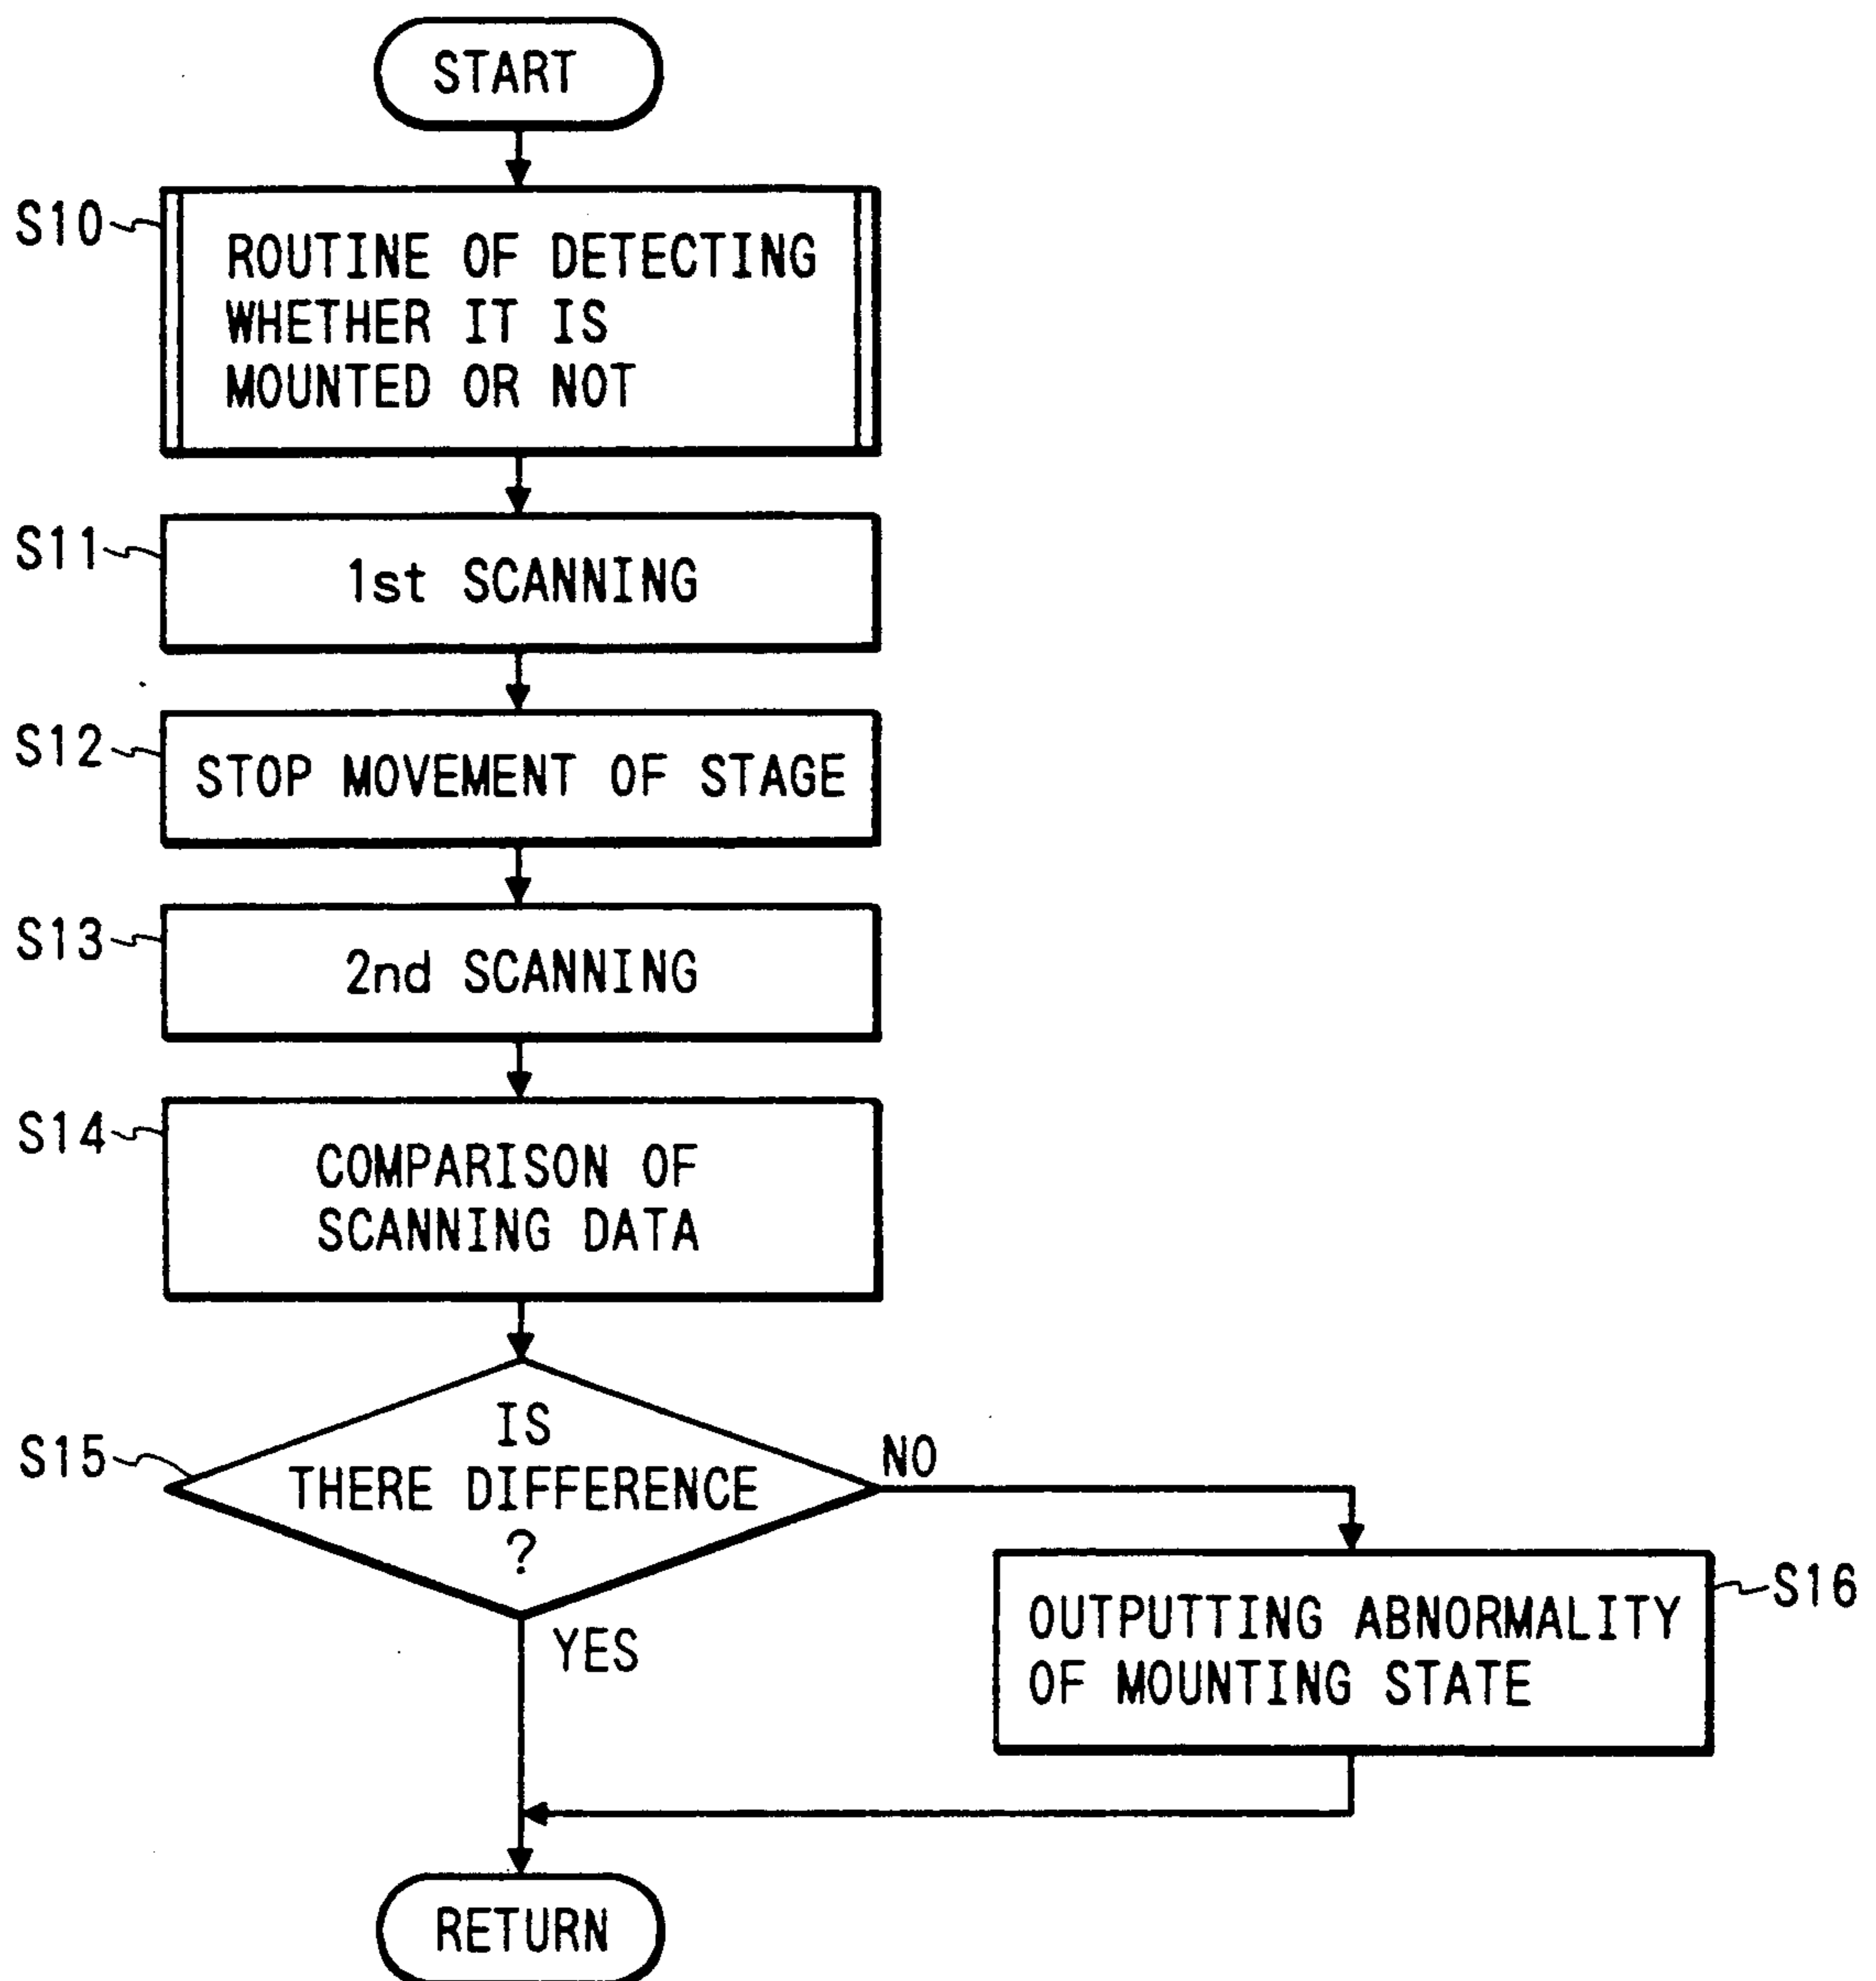 START
S10
ROUTINE OF DETECTING
WHETHER IT IS
MOUNTED OR NOT
S11
1st SCANNING
S12
STOP MOVEMENT OF STAGE
S13
2nd SCANNING
S14
COMPARISON OF
SCANNING DATA
S15
IS
THERE DIFFERENCE
?
NO
YES
S16
OUTPUTTING ABNORMALITY
OF MOUNTING STATE
RETURN